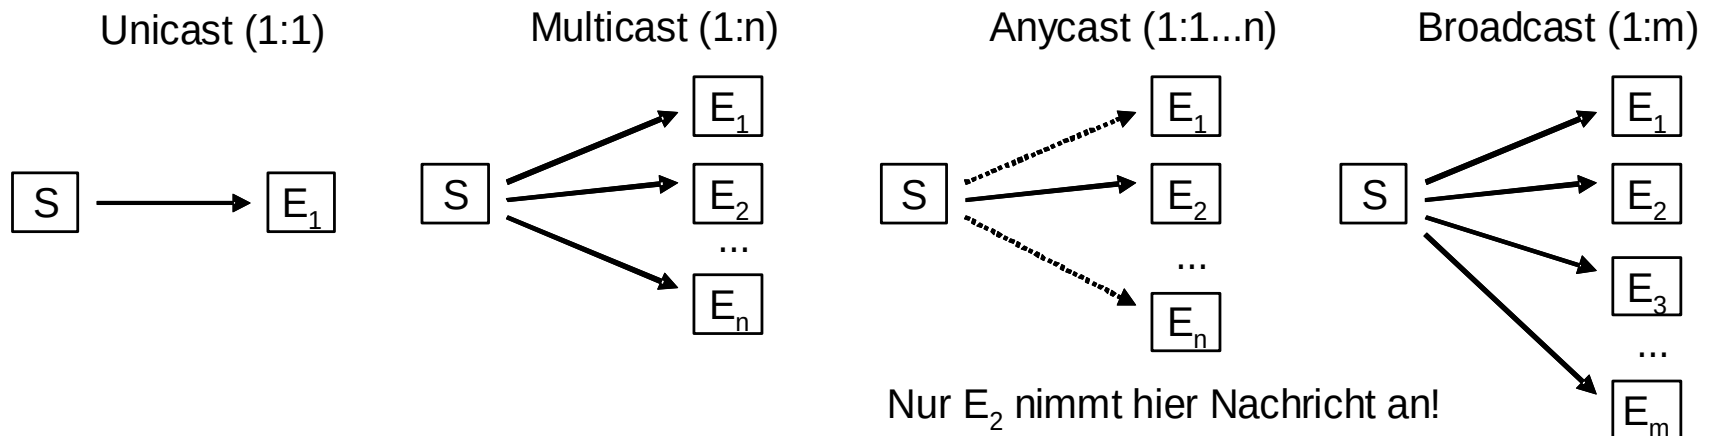 Unicast (1:1)
S
E1
Multicast (1:n)
S
E1
E2
...
En
Anycast (1:1...n)
S
E1
E2
...
En
Nur E2 nimmt hier Nachricht an!
Broadcast (1:m)
S
E1
E2
E3
...
Em